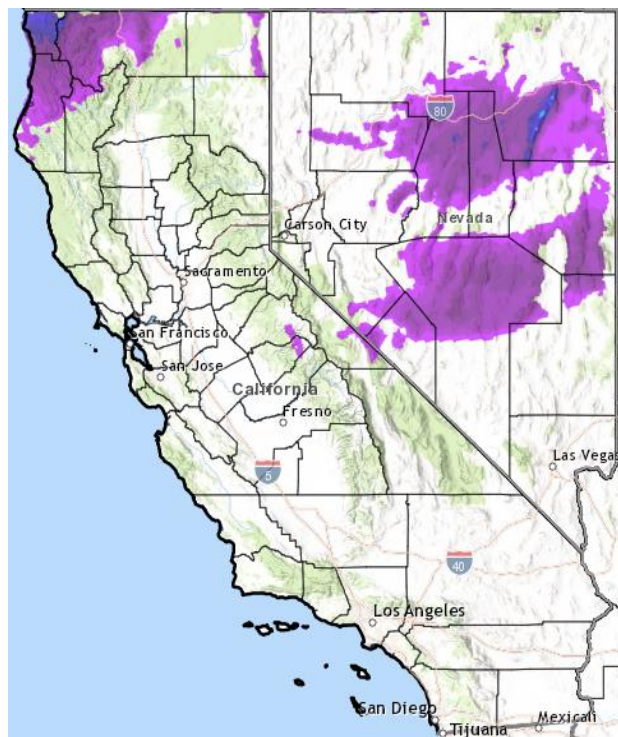 80
Nevada
Carson City
Sacramento
San Francisco
San Jose
California
Fresno
5
Las Vegas
40
Los Angeles
San Diego
Tijuana
Mexicali